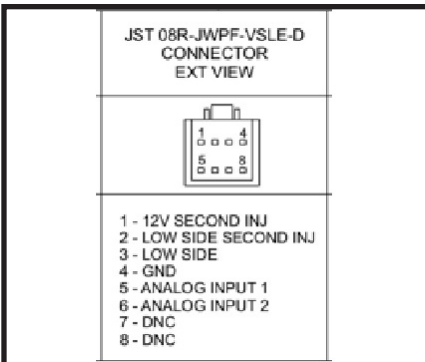 JST 08R-JWPF-VSLE-D
CONNECTOR
EXT VIEW
1 4
5 8
1 - 12V SECOND INJ
2 - LOW SIDE SECOND INJ
3 - LOW SIDE
4 - GND
5 - ANALOG INPUT 1
6 - ANALOG INPUT 2
7 - DNC
8 - DNC